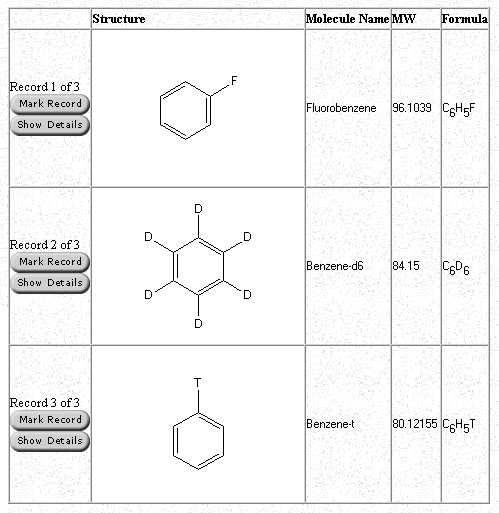 Structure Molecule Name MW Formula
F
Record 1 of 3
Mark Record
Show Details
Fluorobenzene 96.1039 C6H5F
D
D D
Record 2 of 3
Mark Record
Show Details
Benzene-d6 84.15 C6D6
D D
D
T
Record 3 of 3
Mark Record
Show Details
Benzene-t 80.12155 C6H5T